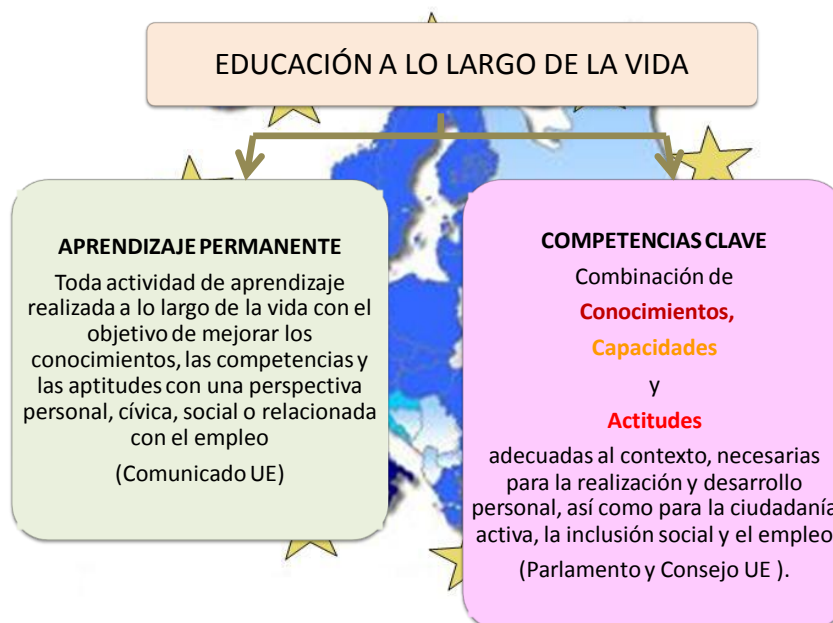 EDUCACIÓN A LO LARGO DE LA VIDA
APRENDIZAJE PERMANENTE
Toda actividad de aprendizaje
realizada a lo largo de la vida con el
objetivo de mejorar los
conocimientos, las competencias y
las aptitudes con una perspectiva
personal, cívica, social o relacionada
con el empleo
(Comunicado UE)
COMPETENCIAS CLAVE
Combinación de
Conocimientos,
Capacidades
y
Actitudes
adecuadas al contexto, necesarias
para la realización y desarrollo
personal, así como para la ciudadanía
activa, la inclusión social y el empleo
(Parlamento y Consejo UE ).